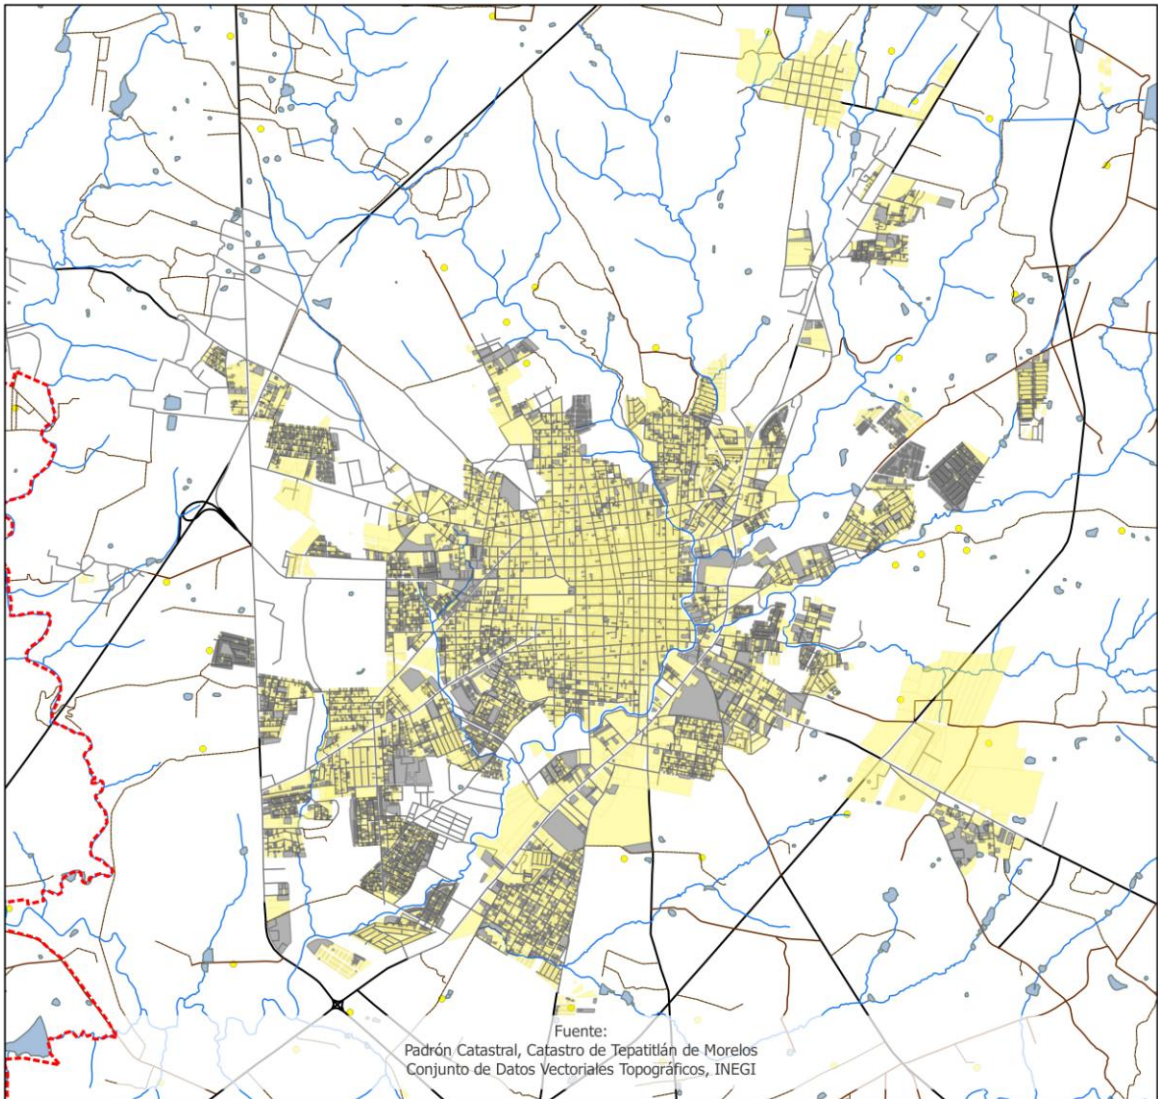 Fuente:
Padrón Catastral, Catastro de Tepatitlán de Morelos
Conjunto de Datos Vectoriales Topográficos, INEGI